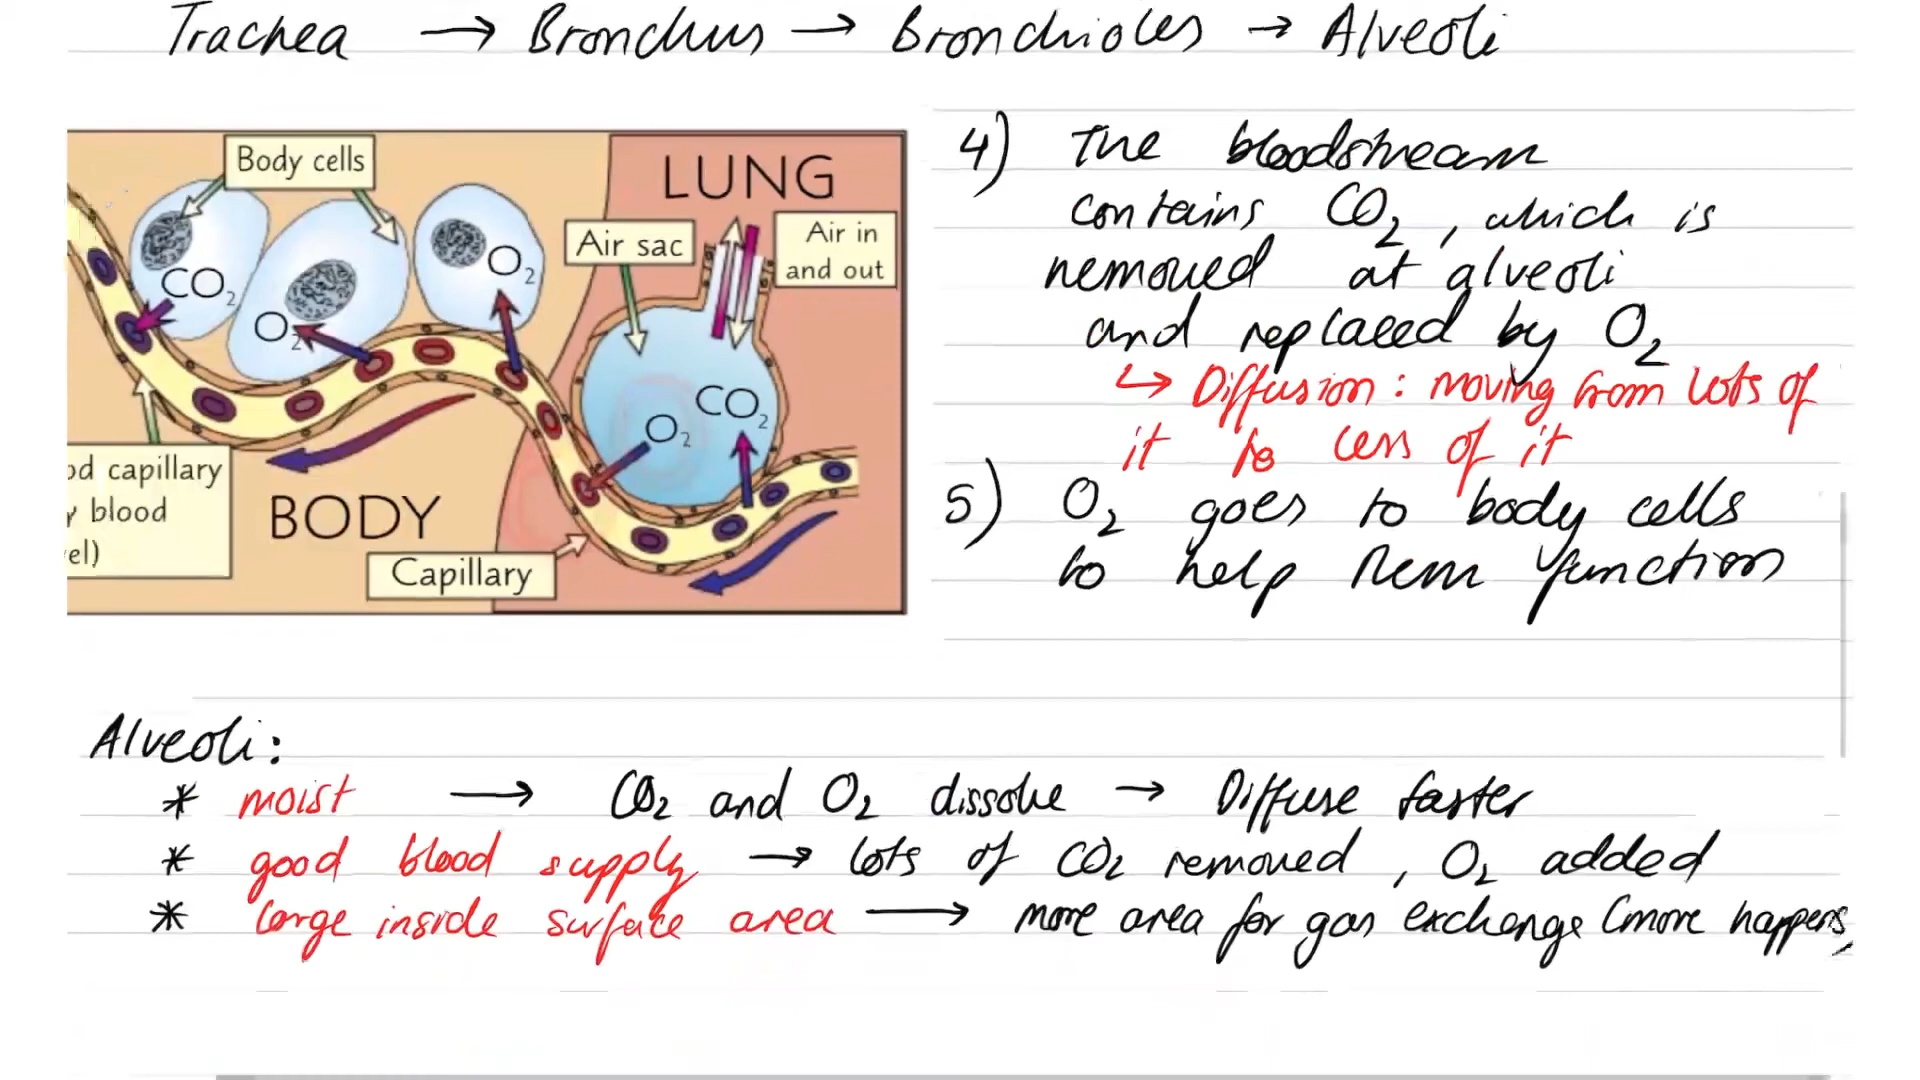 Trachea → Bronchus → Bronchioles → Alveoli
Body cells
LUNG
Air sac
Air in
and out
CO₂
O₂
O₂
O₂
CO₂
od capillary
y blood
el)
BODY
Capillary
4) The bloodstream
contains CO₂, which is
removed at alveoli
and replaced by O₂
↳ Diffusion: moving from lots of
it to less of it
5) O₂ goes to body cells
to help them function
Alveoli:
* moist → CO₂ and O₂ dissolve → Diffuse faster
* good blood supply → lots of CO₂ removed, O₂ added
* large inside surface area → more area for gas exchange (more happens)